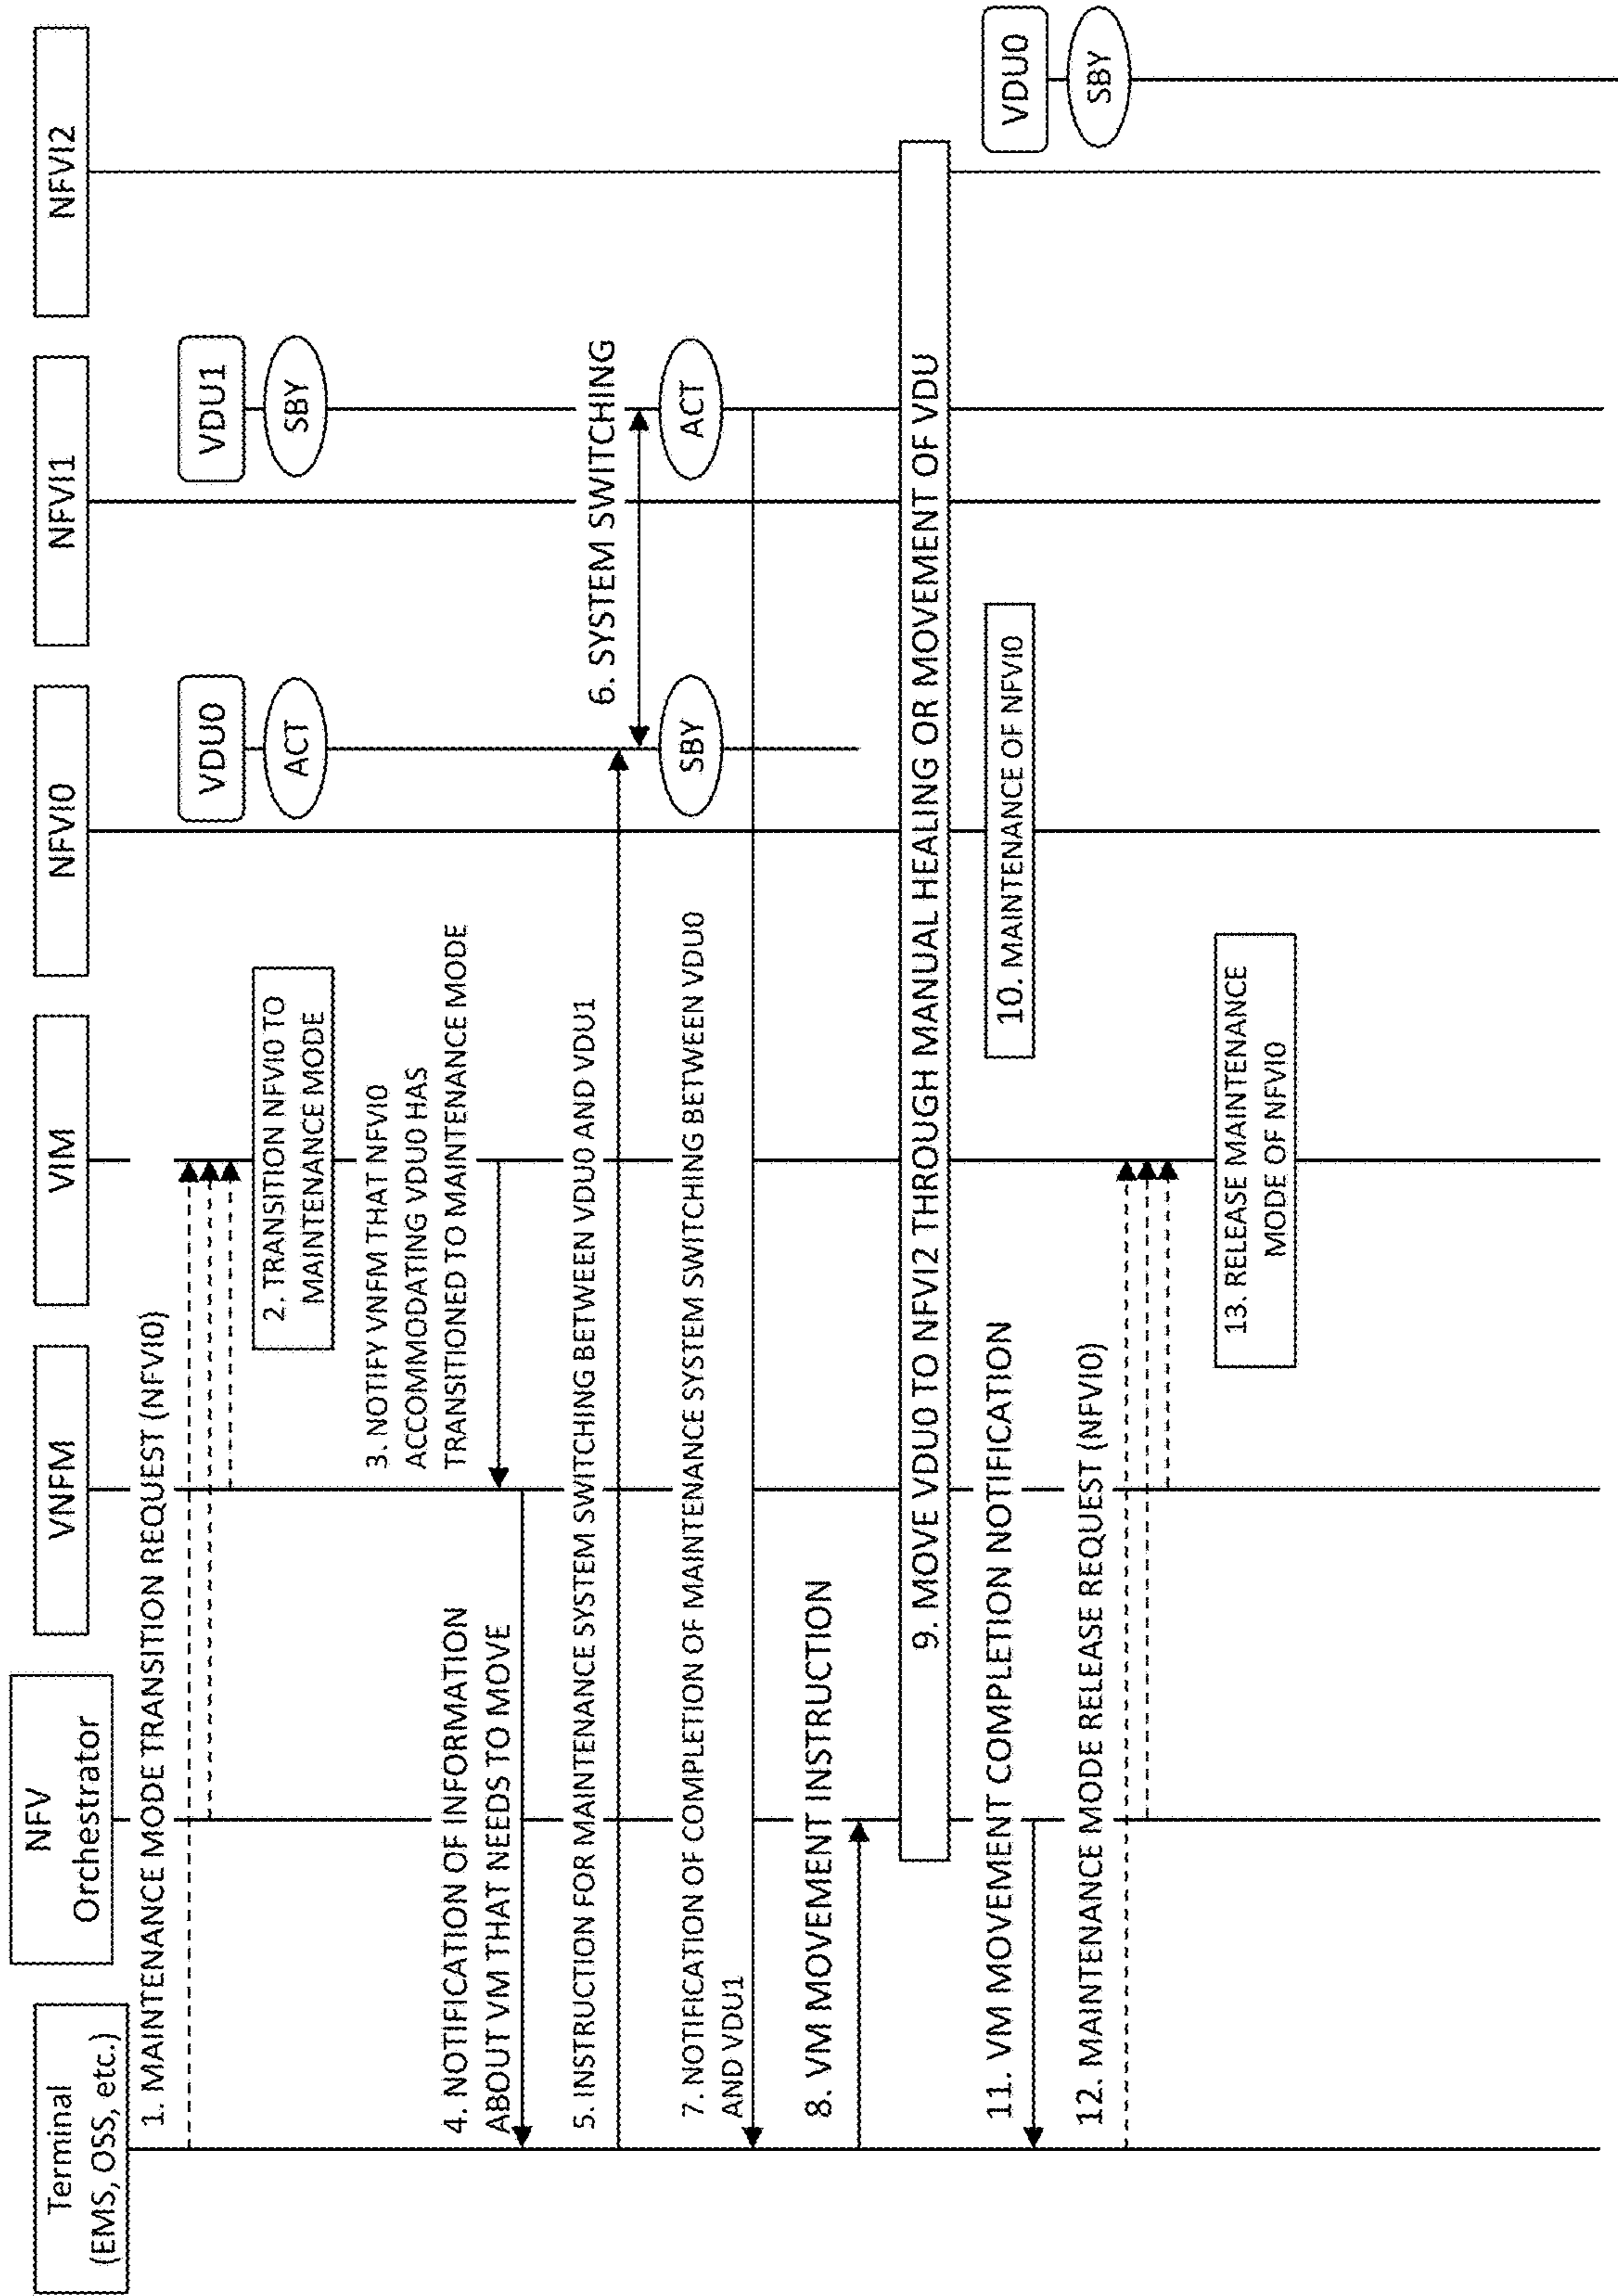 Terminal
(EMS, OSS, etc.)
NFV
Orchestrator
VNFM
VIM
NFVI0
NFVI1
NFVI2
1. MAINTENANCE MODE TRANSITION REQUEST (NFVI0)
VDU0
ACT
VDU1
SBY
2. TRANSITION NFVI0 TO
MAINTENANCE MODE
3. NOTIFY VNFM THAT NFVI0
ACCOMMODATING VDU0 HAS
TRANSITIONED TO MAINTENANCE MODE
4. NOTIFICATION OF INFORMATION
ABOUT VM THAT NEEDS TO MOVE
5. INSTRUCTION FOR MAINTENANCE SYSTEM SWITCHING BETWEEN VDU0 AND VDU1
6. SYSTEM SWITCHING
SBY
ACT
7. NOTIFICATION OF COMPLETION OF MAINTENANCE SYSTEM SWITCHING BETWEEN VDU0
AND VDU1
8. VM MOVEMENT INSTRUCTION
9. MOVE VDU0 TO NFVI2 THROUGH MANUAL HEALING OR MOVEMENT OF VDU
10. MAINTENANCE OF NFVI0
VDU0
SBY
11. VM MOVEMENT COMPLETION NOTIFICATION
12. MAINTENANCE MODE RELEASE REQUEST (NFVI0)
13. RELEASE MAINTENANCE
MODE OF NFVI0